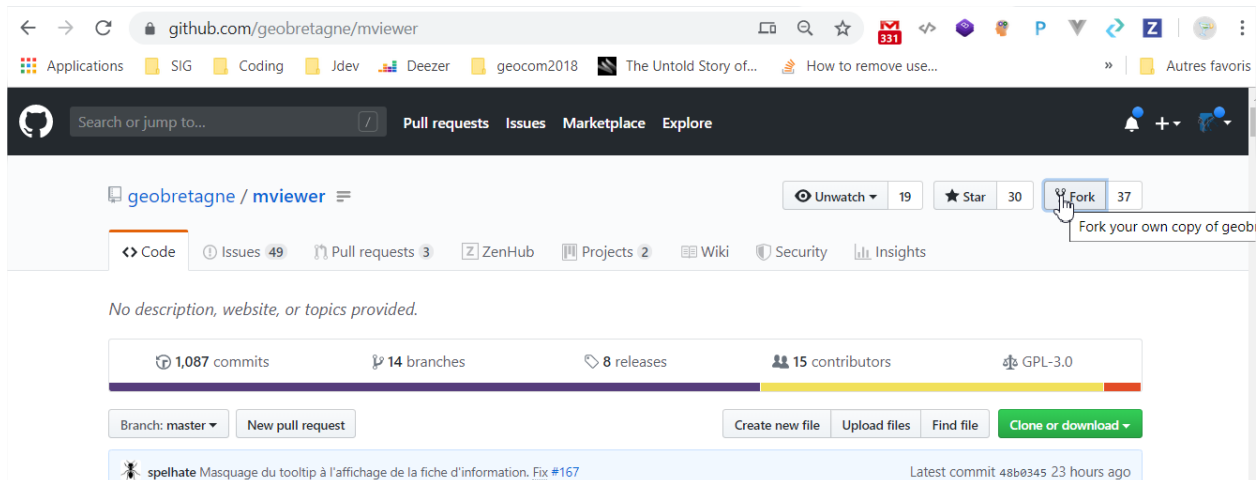 github.com/geobretagne/mviewer
331
P
Z
Applications SIG Coding Jdev Deezer geocom2018 The Untold Story of... How to remove use... » Autres favoris
Search or jump to... / Pull requests Issues Marketplace Explore
geobretagne / mviewer Unwatch 19 Star 30 Fork 37
Fork your own copy of geobr
Code Issues 49 Pull requests 3 ZenHub Projects 2 Wiki Security Insights
No description, website, or topics provided.
1,087 commits 14 branches 8 releases 15 contributors GPL-3.0
Branch: master New pull request Create new file Upload files Find file Clone or download
spelhate Masquage du tooltip à l'affichage de la fiche d'information. Fix #167 Latest commit 48b0345 23 hours ago